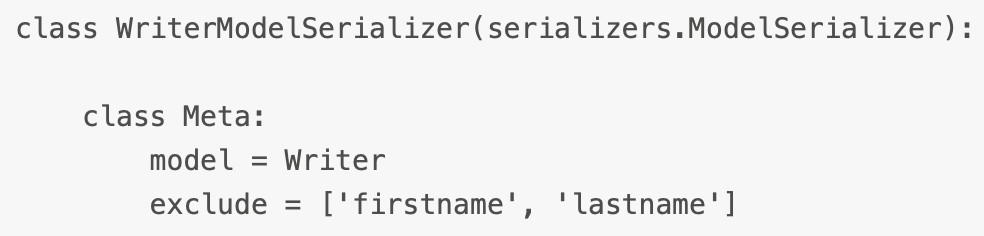 class WriterModelSerializer(serializers.ModelSerializer):
class Meta:
model = Writer
exclude = ['firstname', 'lastname']